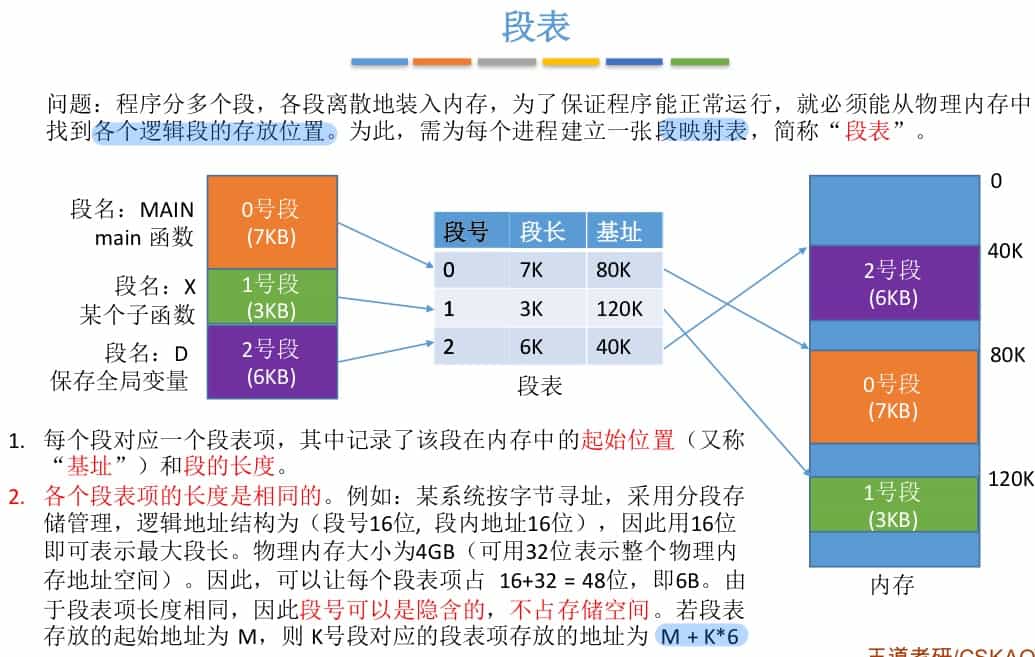 段表
问题：程序分多个段，各段离散地装入内存，为了保证程序能正常运行，就必须能从物理内存中
找到各个逻辑段的存放位置。为此，需为每个进程建立一张段映射表，简称“段表”。
段名：MAIN
main 函数
0号段
(7KB)
段名：X
某个子函数
1号段
(3KB)
段名：D
保存全局变量
2号段
(6KB)
段号 段长 基址
0 7K 80K
1 3K 120K
2 6K 40K
段表
0
40K
2号段
(6KB)
80K
0号段
(7KB)
120K
1号段
(3KB)
内存
1. 每个段对应一个段表项，其中记录了该段在内存中的起始位置（又称
“基址”）和段的长度。
2. 各个段表项的长度是相同的。例如：某系统按字节寻址，采用分段存
储管理，逻辑地址结构为（段号16位, 段内地址16位），因此用16位
即可表示最大段长。物理内存大小为4GB（可用32位表示整个物理内
存地址空间）。因此，可以让每个段表项占 16+32 = 48位，即6B。由
于段表项长度相同，因此段号可以是隐含的，不占存储空间。若段表
存放的起始地址为 M，则 K号段对应的段表项存放的地址为 M + K*6
王道考研/CSKAO